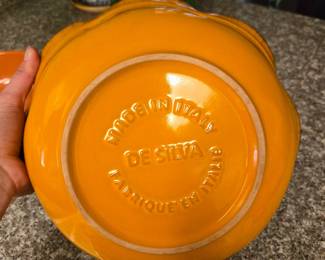 MADE IN ITALY
DE SILVA
FABRIQUE EN ITALIE